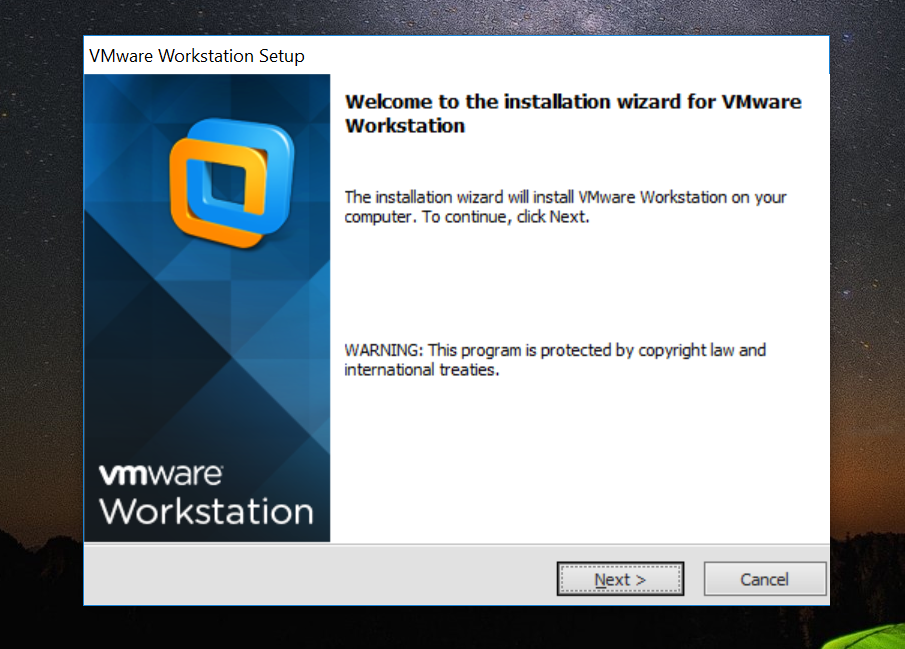 VMware Workstation Setup
Welcome to the installation wizard for VMware
Workstation
The installation wizard will install VMware Workstation on your
computer. To continue, click Next.
WARNING: This program is protected by copyright law and
international treaties.
vmware
Workstation
Next >
Cancel